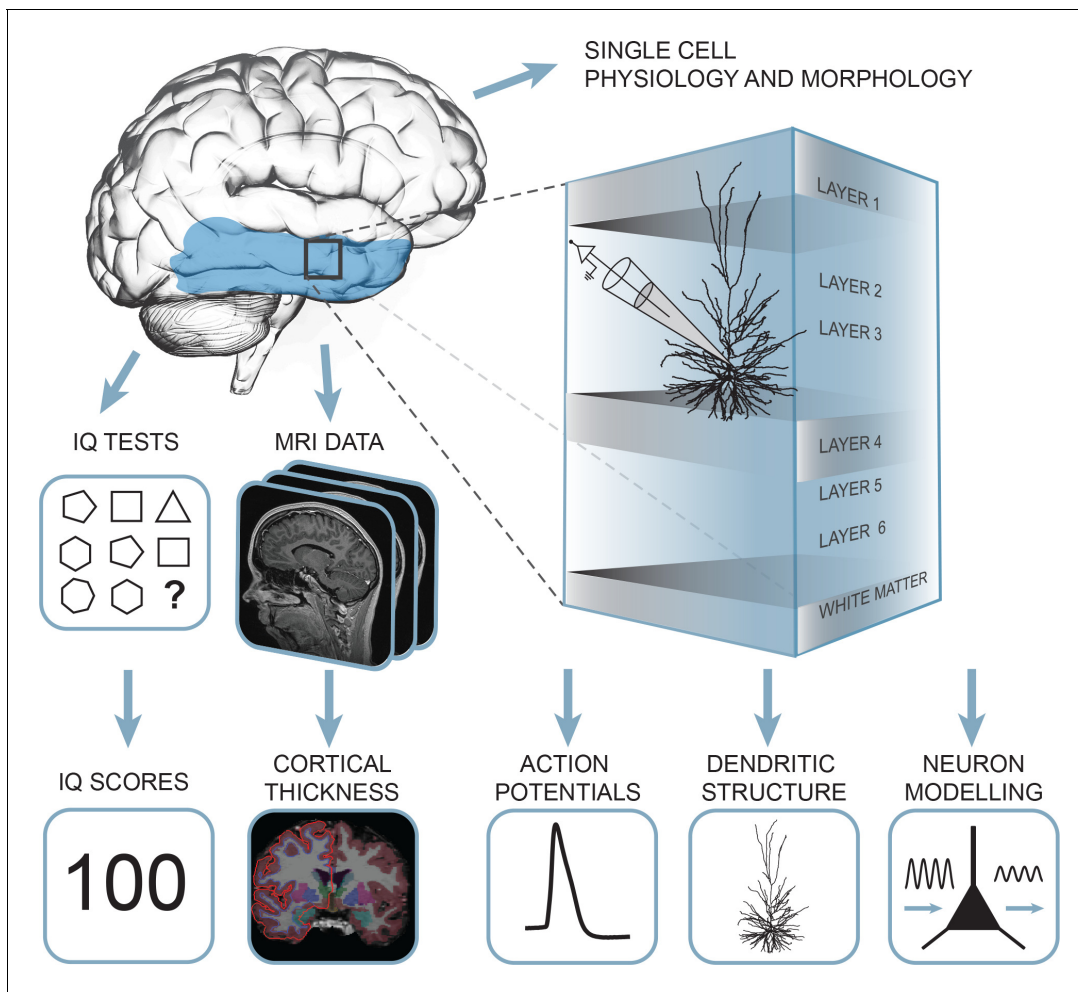 SINGLE CELL
PHYSIOLOGY AND MORPHOLOGY
LAYER 1
LAYER 2
LAYER 3
LAYER 4
LAYER 5
LAYER 6
WHITE MATTER
IQ TESTS
MRI DATA
?
IQ SCORES
CORTICAL
THICKNESS
ACTION
POTENTIALS
DENDRITIC
STRUCTURE
NEURON
MODELLING
100